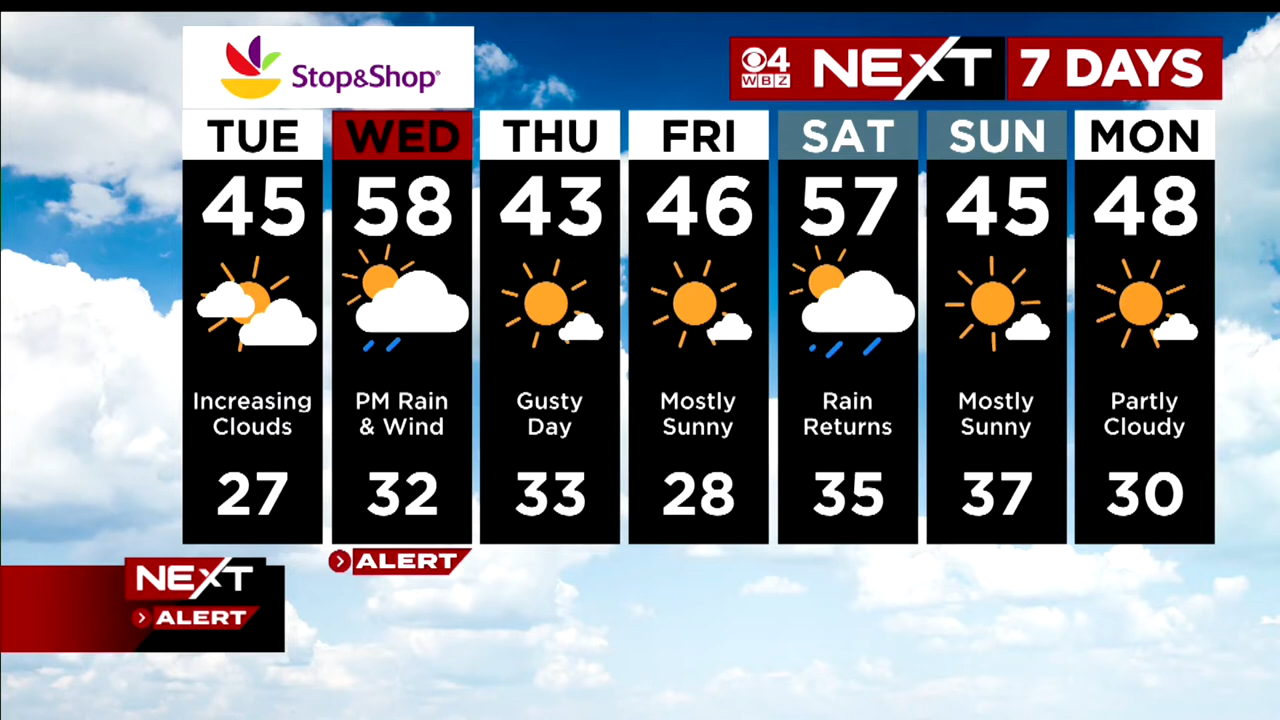 Stop&Shop
4
WBZ
NEXT
7 DAYS
TUE
45
Increasing
Clouds
27
WED
58
PM Rain
& Wind
32
ALERT
THU
43
Gusty
Day
33
FRI
46
Mostly
Sunny
28
SAT
57
Rain
Returns
35
SUN
45
Mostly
Sunny
37
MON
48
Partly
Cloudy
30
NEXT
ALERT